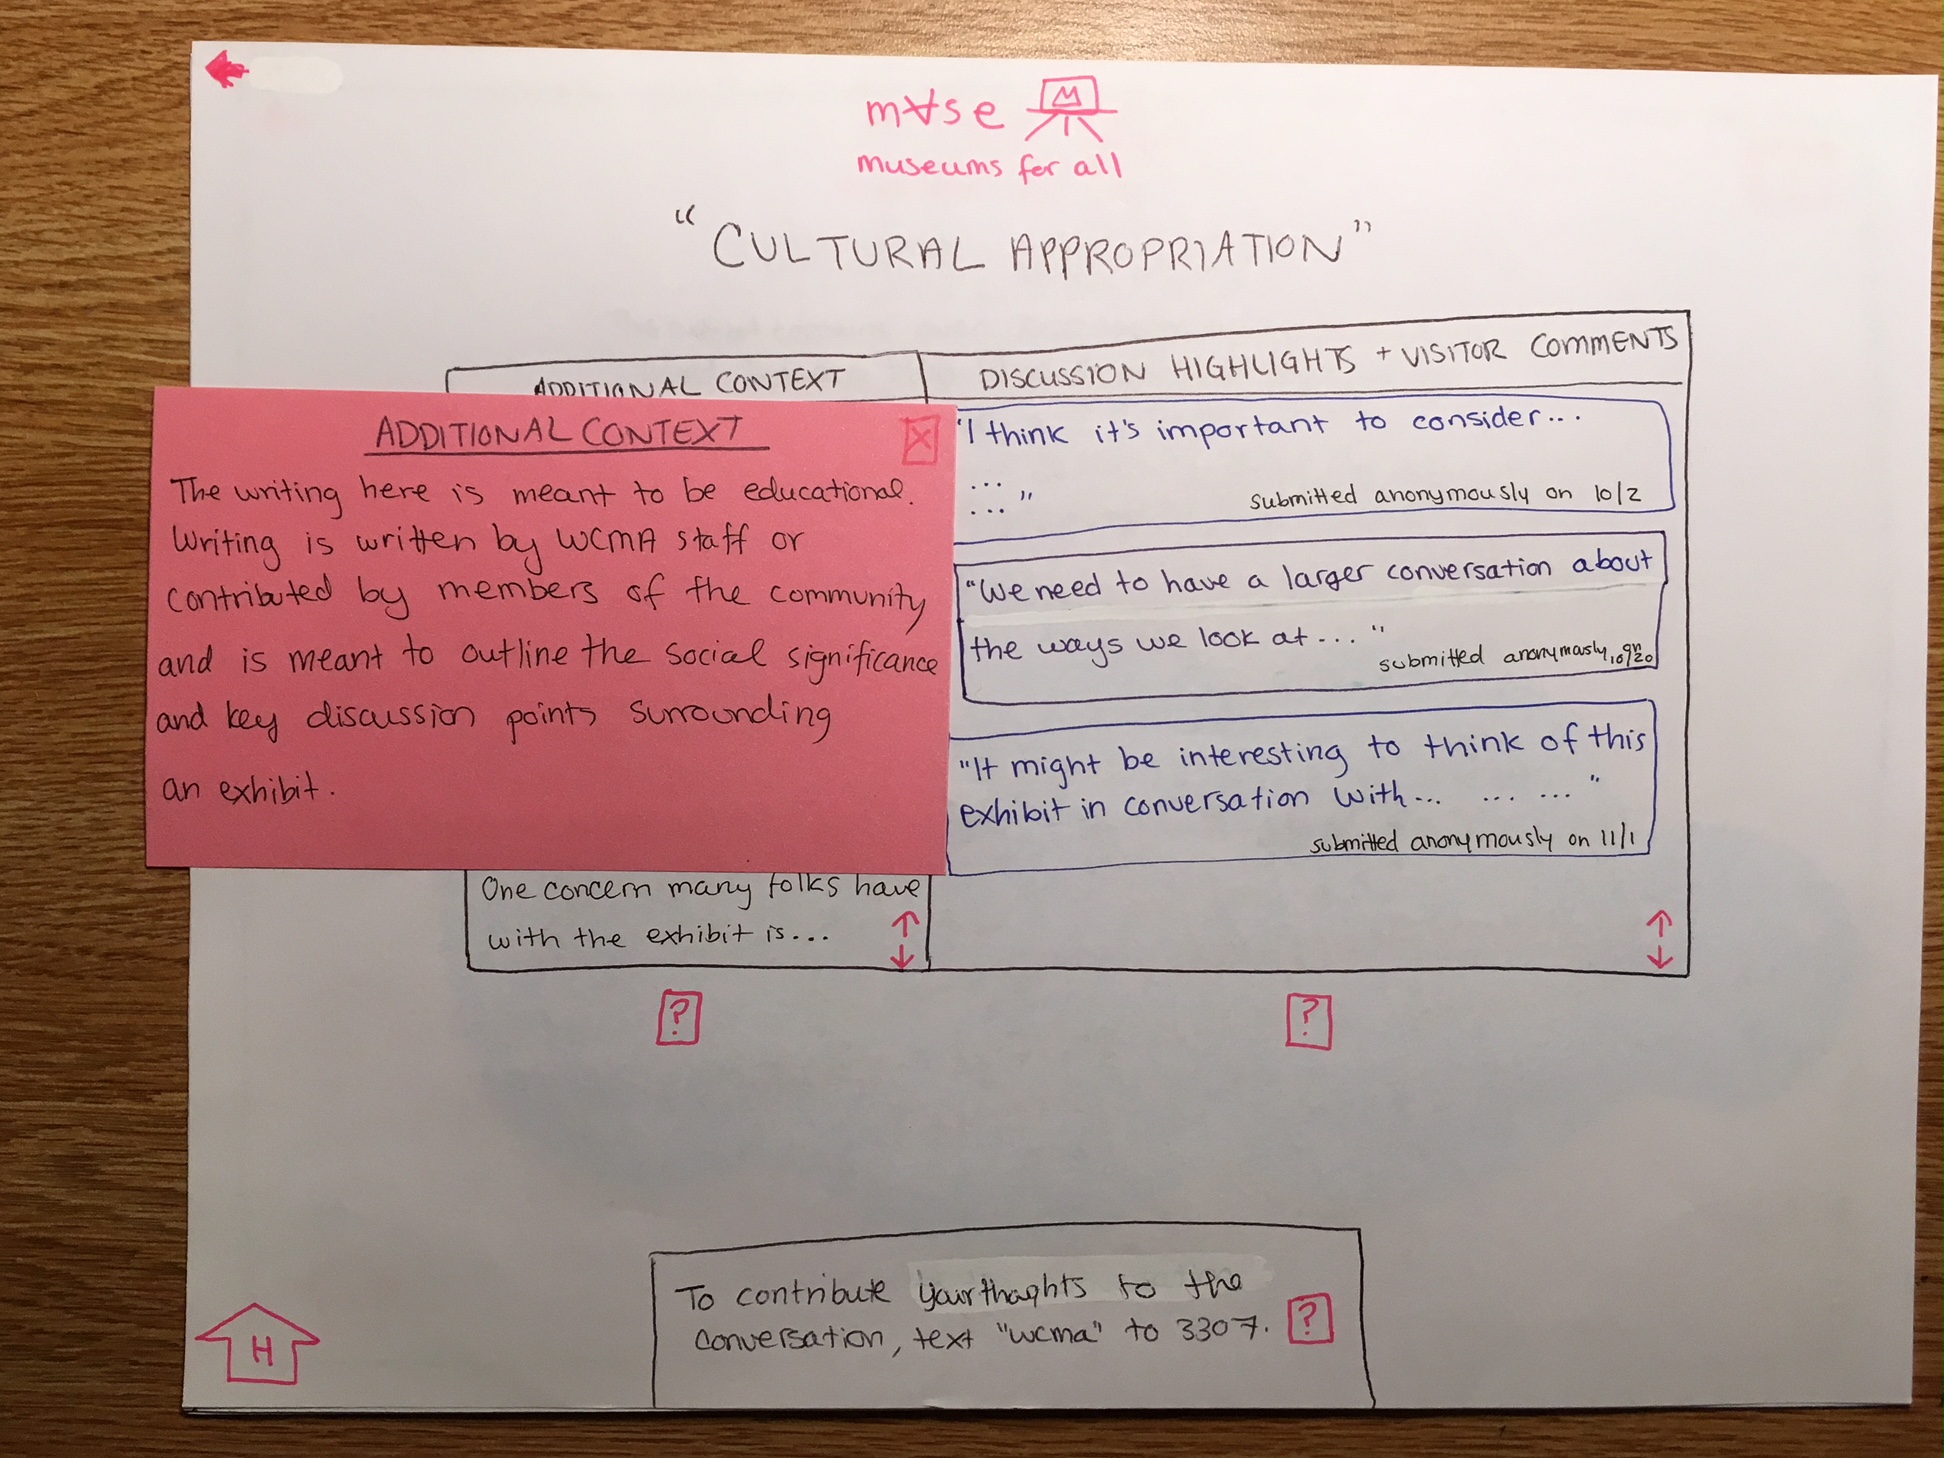 m∀se M
museums for all
"CULTURAL APPROPRIATION"
ADDITIONAL CONTEXT
DISCUSSION HIGHLIGHTS + VISITOR COMMENTS
ADDITIONAL CONTEXT X
The writing here is meant to be educational.
Writing is written by WCMA staff or
contributed by members of the community
and is meant to outline the social significance
and key discussion points surrounding
an exhibit.
"I think it's important to consider...
...
..."
submitted anonymously on 10/2
"We need to have a larger conversation about
the ways we look at...."
submitted anonymously on
10/20
"It might be interesting to think of this
exhibit in conversation with... ... ..."
submitted anonymously on 11/1
One concern many folks have
with the exhibit is...
↑
↓
↑
↓
?
?
To contribute your thoughts to the
conversation, text "wcma" to 3307. ?
H